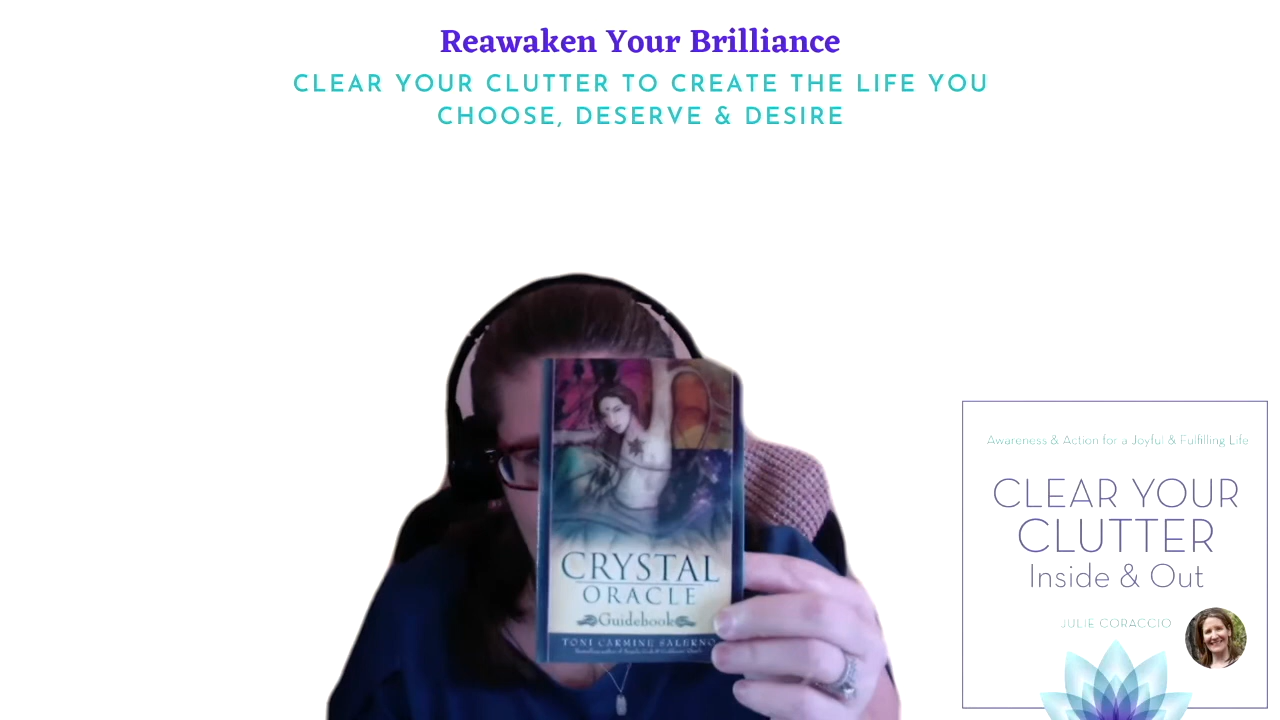 Reawaken Your Brilliance
CLEAR YOUR CLUTTER TO CREATE THE LIFE YOU
CHOOSE, DESERVE & DESIRE
CRYSTAL
ORACLE
Guidebook
TONI CARMINE SALERNO
Awareness & Action for a Joyful & Fulfilling Life
CLEAR YOUR
CLUTTER
Inside & Out
JULIE CORACCIO